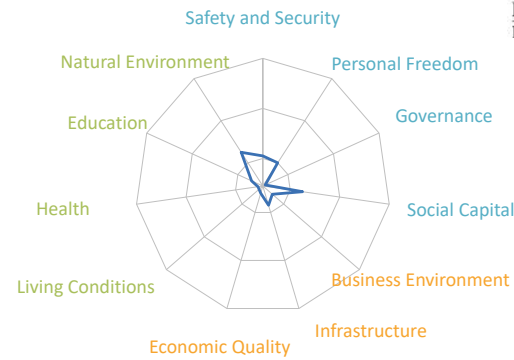 Safety and Security
Personal Freedom
Governance
Social Capital
Business Environment
Infrastructure
Economic Quality
Living Conditions
Health
Education
Natural Environment